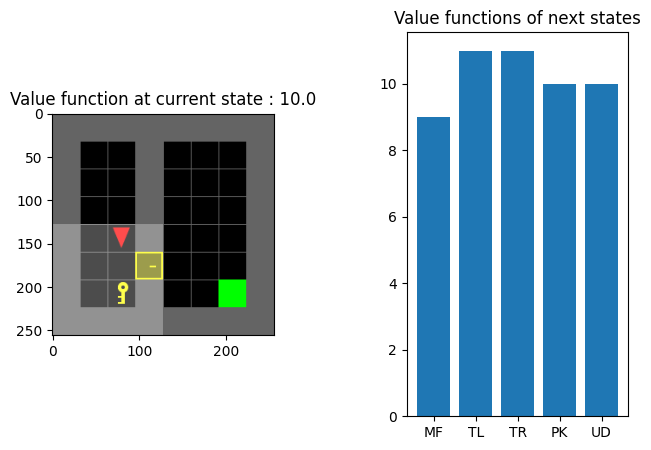 Value functions of next states
Value function at current state : 10.0
0
50
100
150
200
250
0
100
200
10
8
6
4
2
0
MF
TL
TR
PK
UD